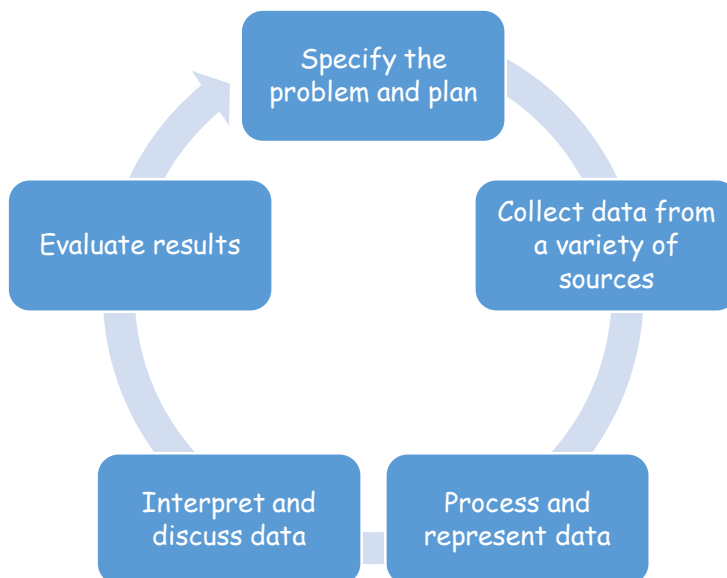 Specify the
problem and plan
Collect data from
a variety of
sources
Process and
represent data
Interpret and
discuss data
Evaluate results